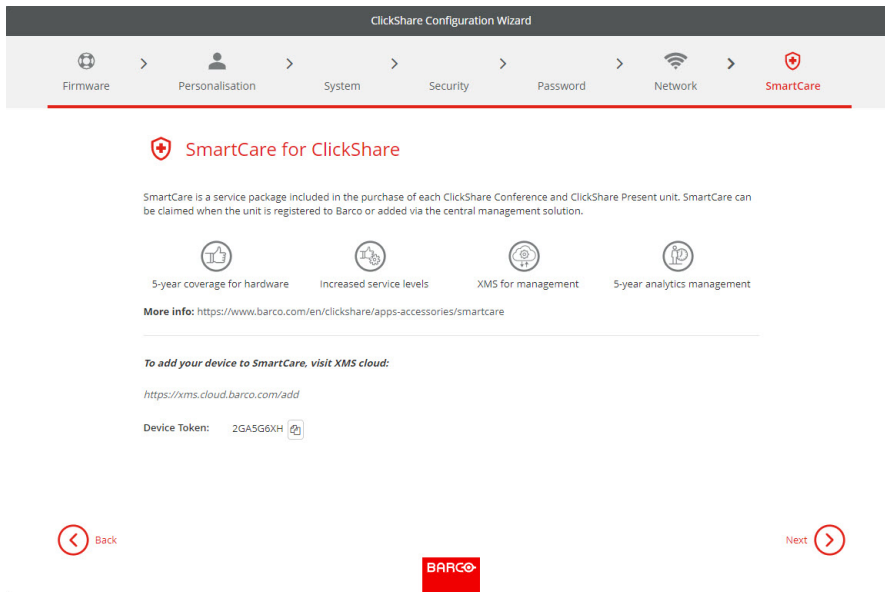 ClickShare Configuration Wizard
Firmware > Personalisation > System > Security > Password > Network > SmartCare
SmartCare for ClickShare
SmartCare is a service package included in the purchase of each ClickShare Conference and ClickShare Present unit. SmartCare can
be claimed when the unit is registered to Barco or added via the central management solution.
5-year coverage for hardware Increased service levels XMS for management 5-year analytics management
More info: https://www.barco.com/en/clickshare/apps-accessories/smartcare
To add your device to SmartCare, visit XMS cloud:
https://xms.cloud.barco.com/add
Device Token: 2GA5G6XH
Back Next
BARCO